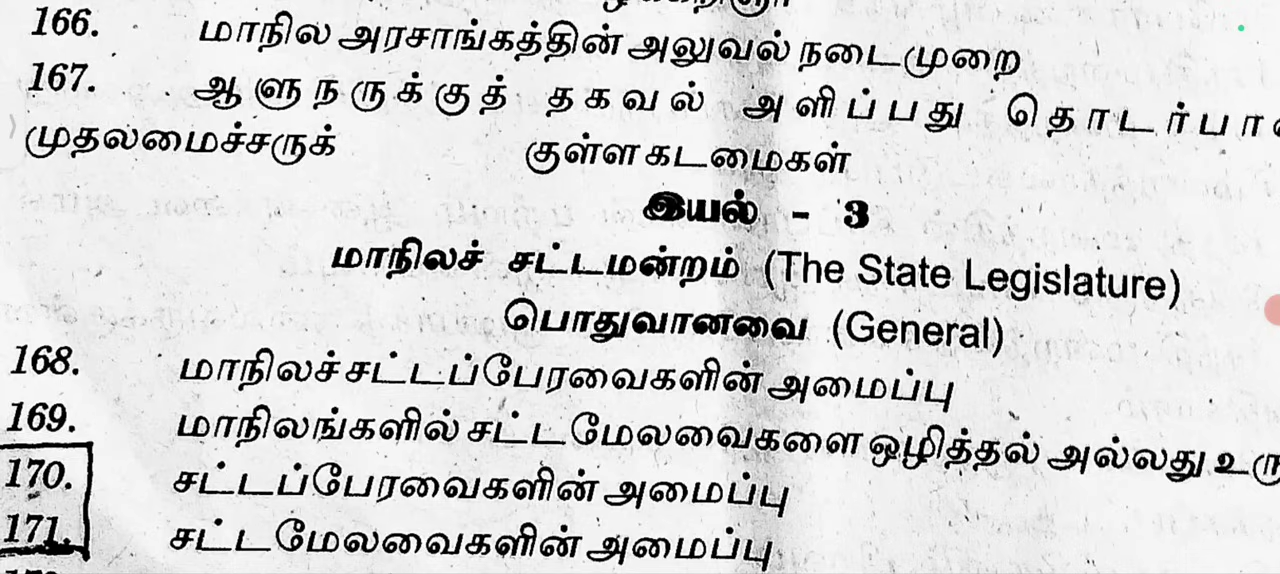 166. மாநில அரசாங்கத்தின் அலுவல் நடைமுறை
167. ஆளுநருக்குத் தகவல் அளிப்பது
முதலமைச்சருக் குள்ள கடமைகள்
இயல் - 3
மாநிலச் சட்டமன்றம் (The State Legislature)
பொதுவானவை (General)
168. மாநிலச் சட்டப்பேரவைகளின் அமைப்பு
169. மாநிலங்களில் சட்டமேலவைகளை ஒழித்தல் அல்லது
170. சட்டப்பேரவைகளின் அமைப்பு
171. சட்டமேலவைகளின் அமைப்பு